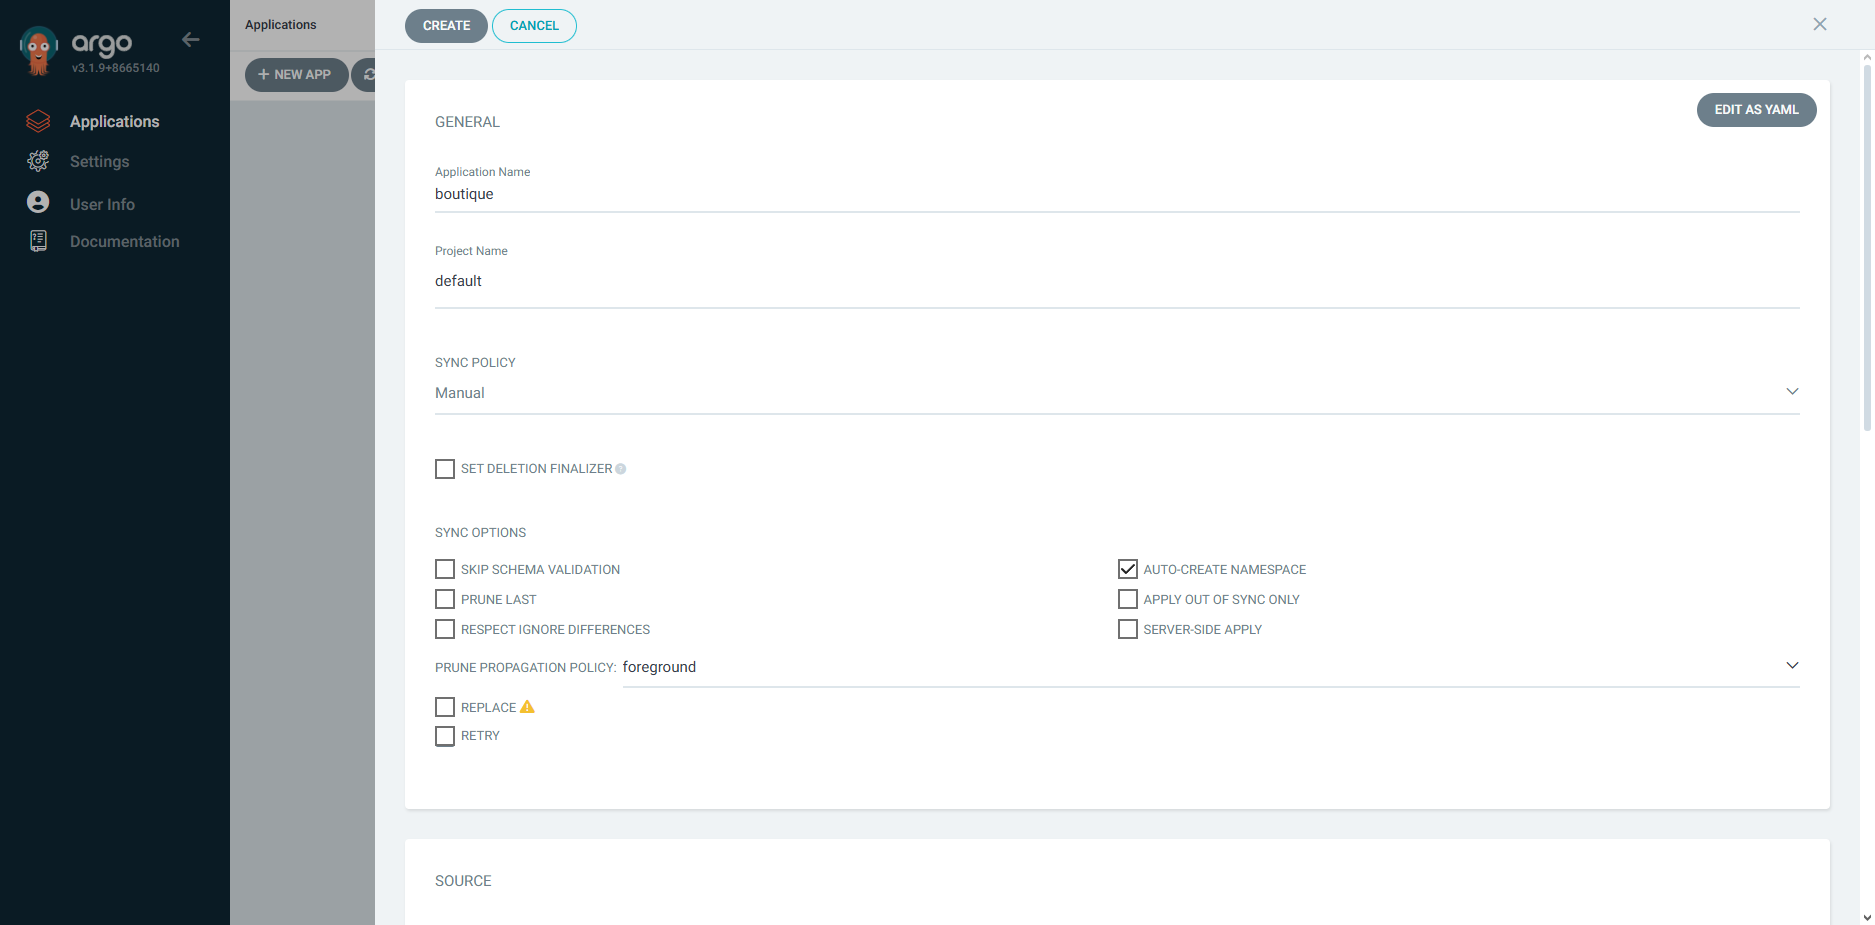 argo
v3.1.9+8665140
Applications
Settings
User Info
Documentation
Applications
NEW APP
CREATE
CANCEL
EDIT AS YAML
GENERAL
Application Name
boutique
Project Name
default
SYNC POLICY
Manual
SET DELETION FINALIZER
SYNC OPTIONS
SKIP SCHEMA VALIDATION
AUTO-CREATE NAMESPACE
PRUNE LAST
APPLY OUT OF SYNC ONLY
RESPECT IGNORE DIFFERENCES
SERVER-SIDE APPLY
PRUNE PROPAGATION POLICY: foreground
REPLACE
RETRY
SOURCE